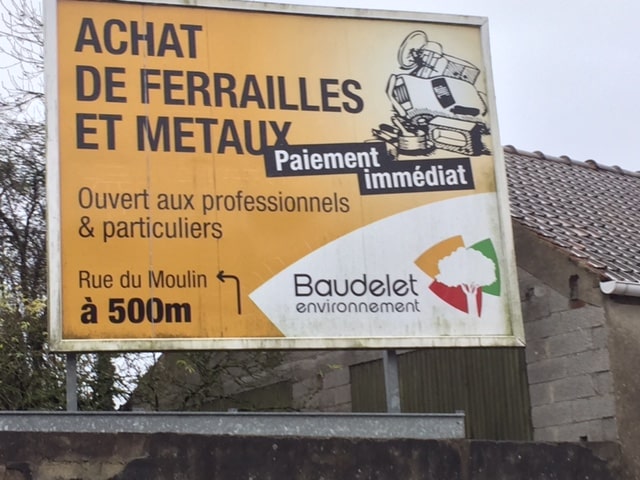 ACHAT
DE FERRAILLES
ET METAUX
Paiement
immédiat
Ouvert aux professionnels
& particuliers
Rue du Moulin
à 500m
Baudelet
environnement